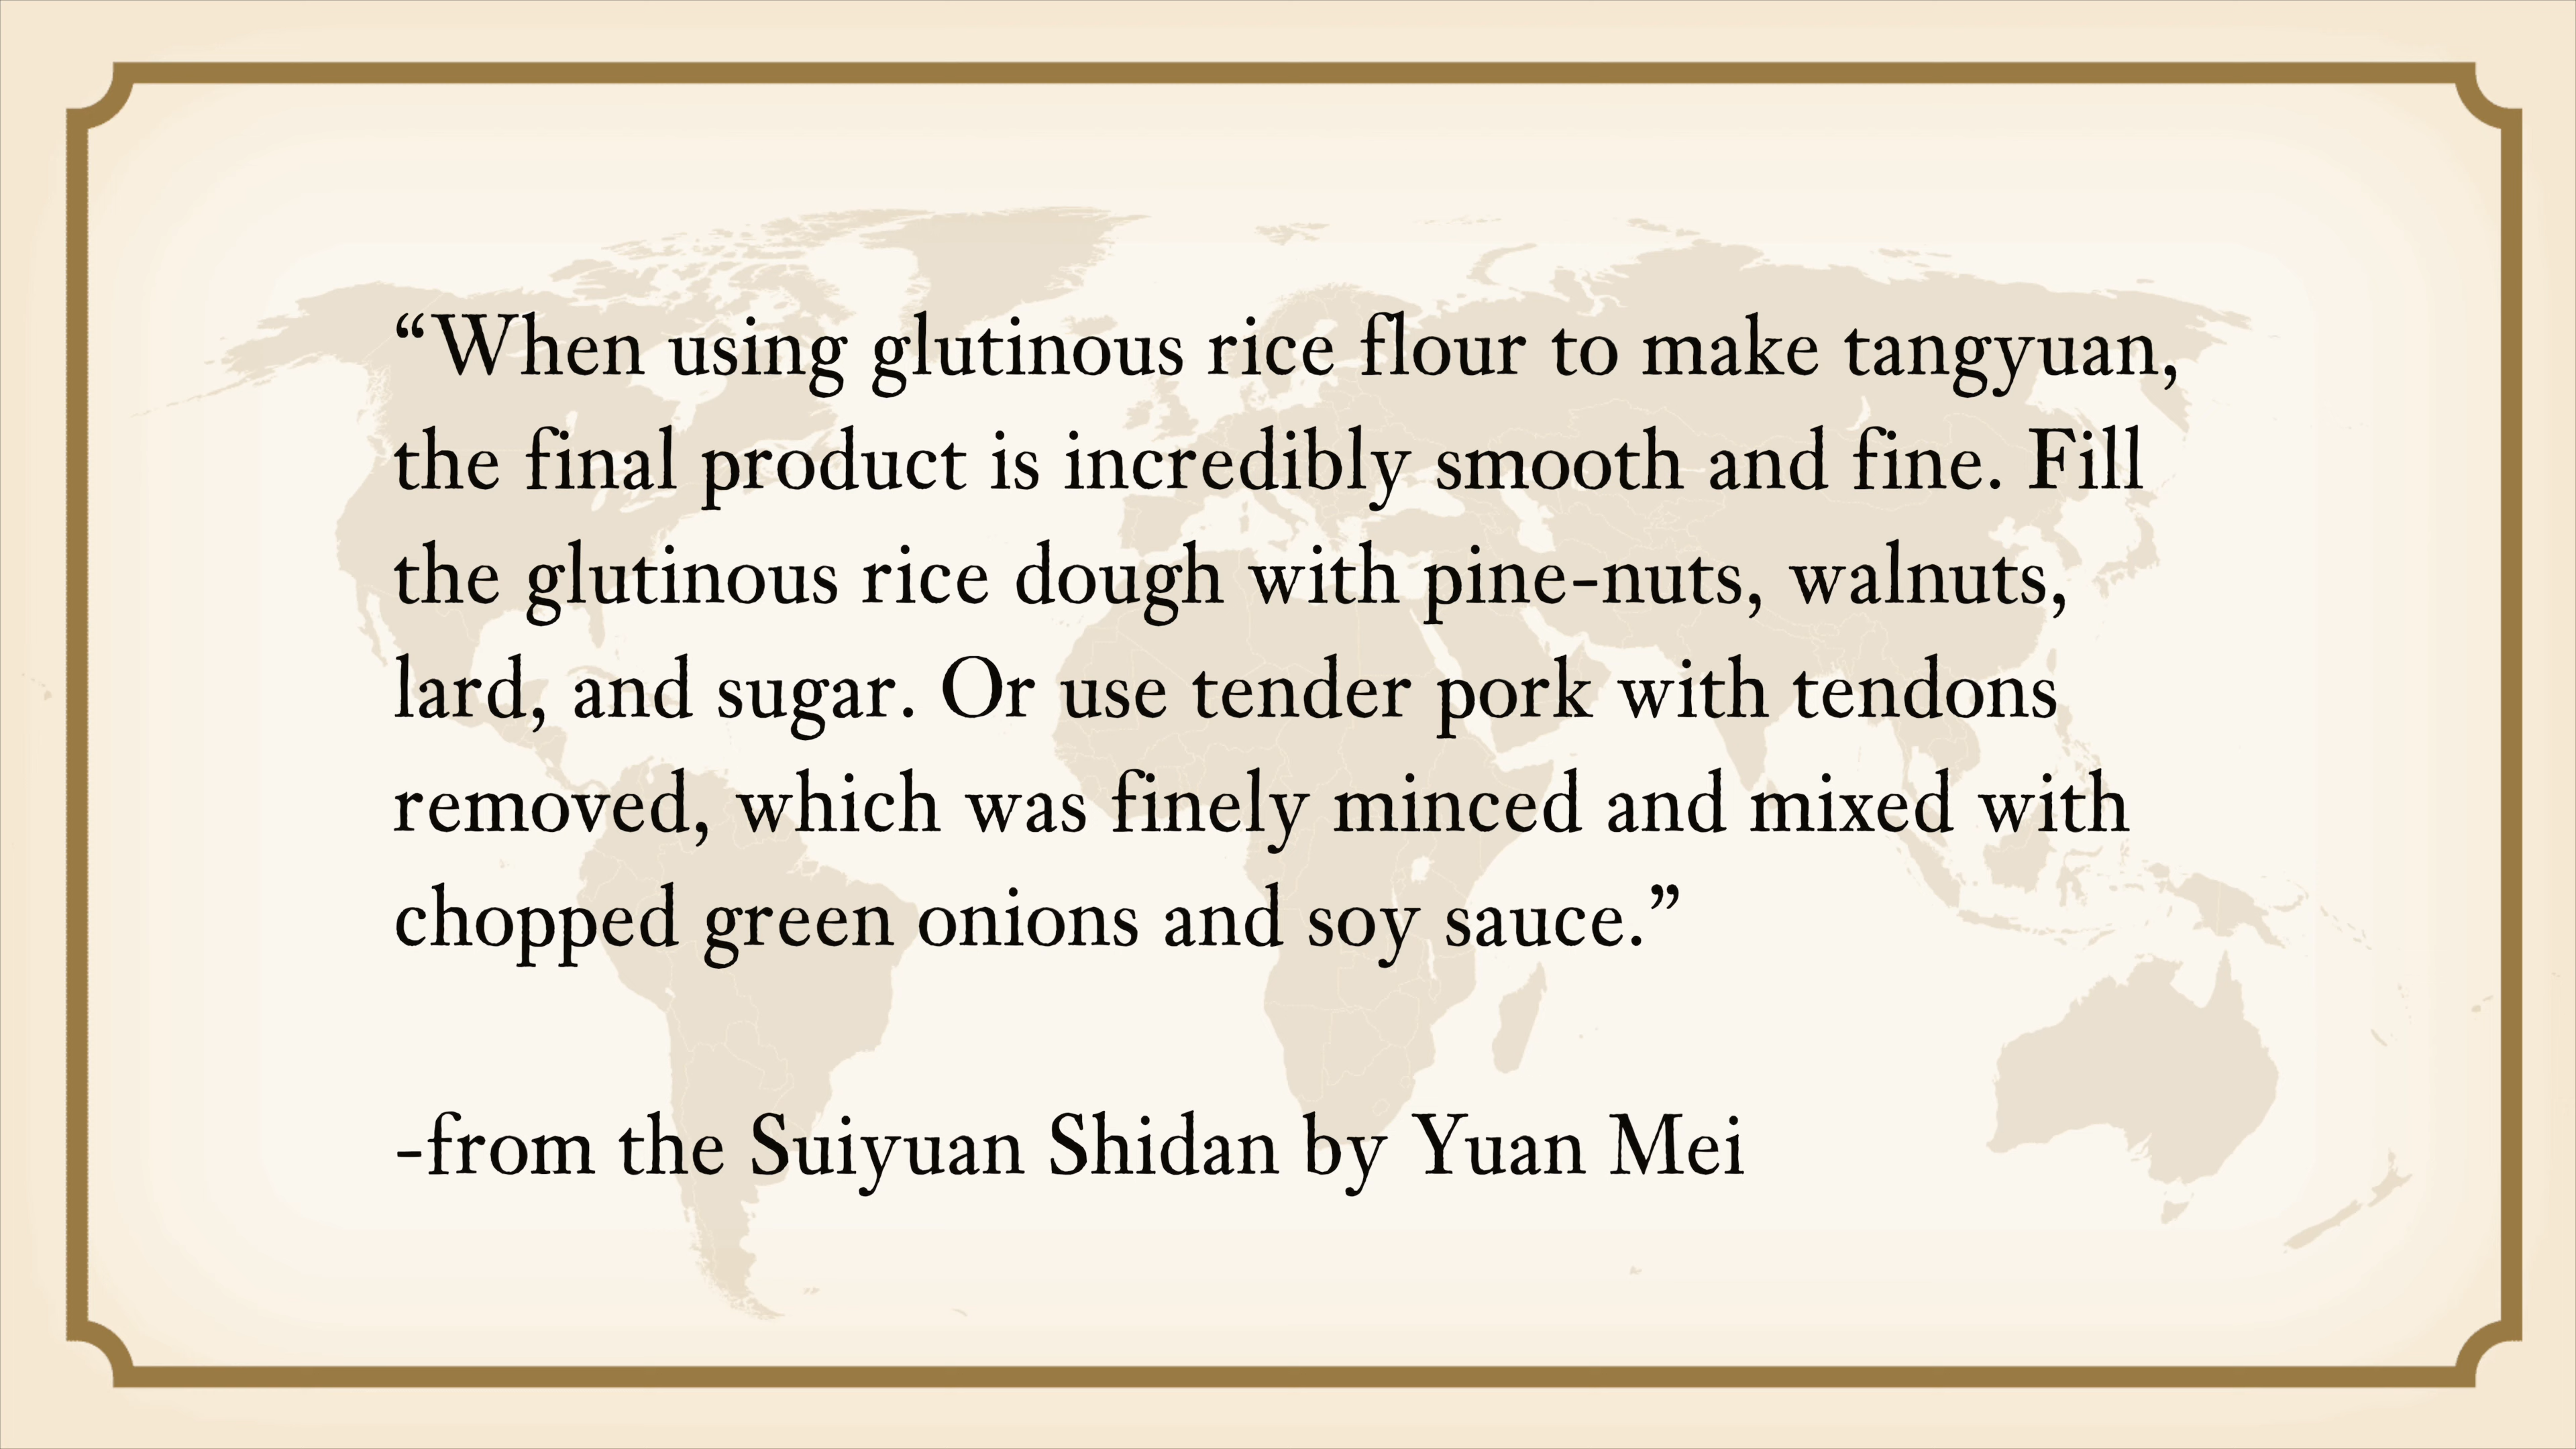 “When using glutinous rice flour to make tangyuan,
the final product is incredibly smooth and fine. Fill
the glutinous rice dough with pine-nuts, walnuts,
lard, and sugar. Or use tender pork with tendons
removed, which was finely minced and mixed with
chopped green onions and soy sauce.”
-from the Suiyuan Shidan by Yuan Mei